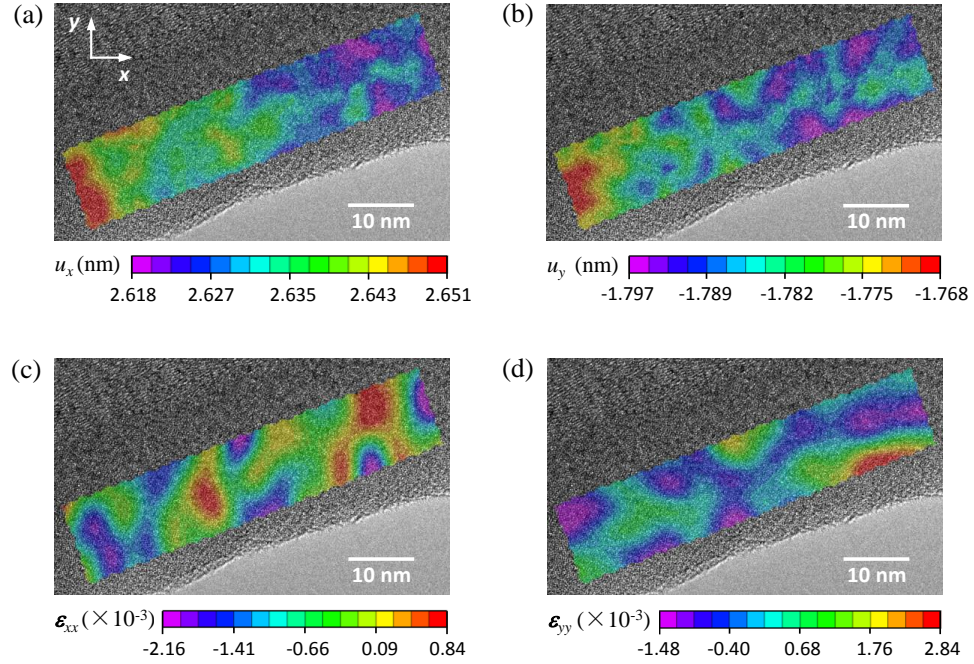 (a)
y
x
10 nm
uₓ (nm)
2.618 2.627 2.635 2.643 2.651
(b)
10 nm
u_y (nm)
-1.797 -1.789 -1.782 -1.775 -1.768
(c)
10 nm
εₓₓ (×10⁻³)
-2.16 -1.41 -0.66 0.09 0.84
(d)
10 nm
ε_yy (×10⁻³)
-1.48 -0.40 0.68 1.76 2.84